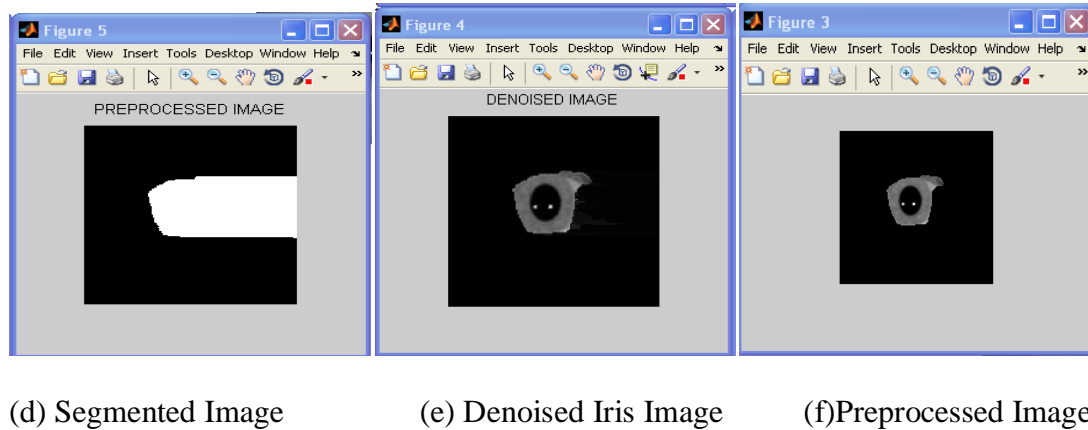 Figure 5
File Edit View Insert Tools Desktop Window Help
PREPROCESSED IMAGE
Figure 4
File Edit View Insert Tools Desktop Window Help
DENOISED IMAGE
Figure 3
File Edit View Insert Tools Desktop Window Help
(d) Segmented Image (e) Denoised Iris Image (f)Preprocessed Image